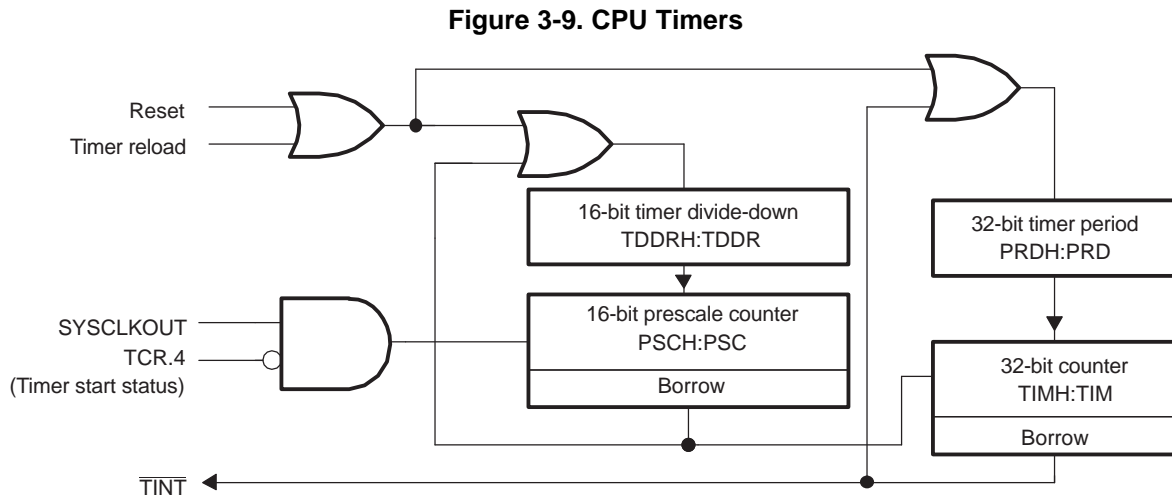 Figure 3-9. CPU Timers
Reset
Timer reload
16-bit timer divide-down
TDDRH:TDDR
32-bit timer period
PRDH:PRD
16-bit prescale counter
PSCH:PSC
Borrow
SYSCLKOUT
TCR.4
(Timer start status)
32-bit counter
TIMH:TIM
Borrow
TINT